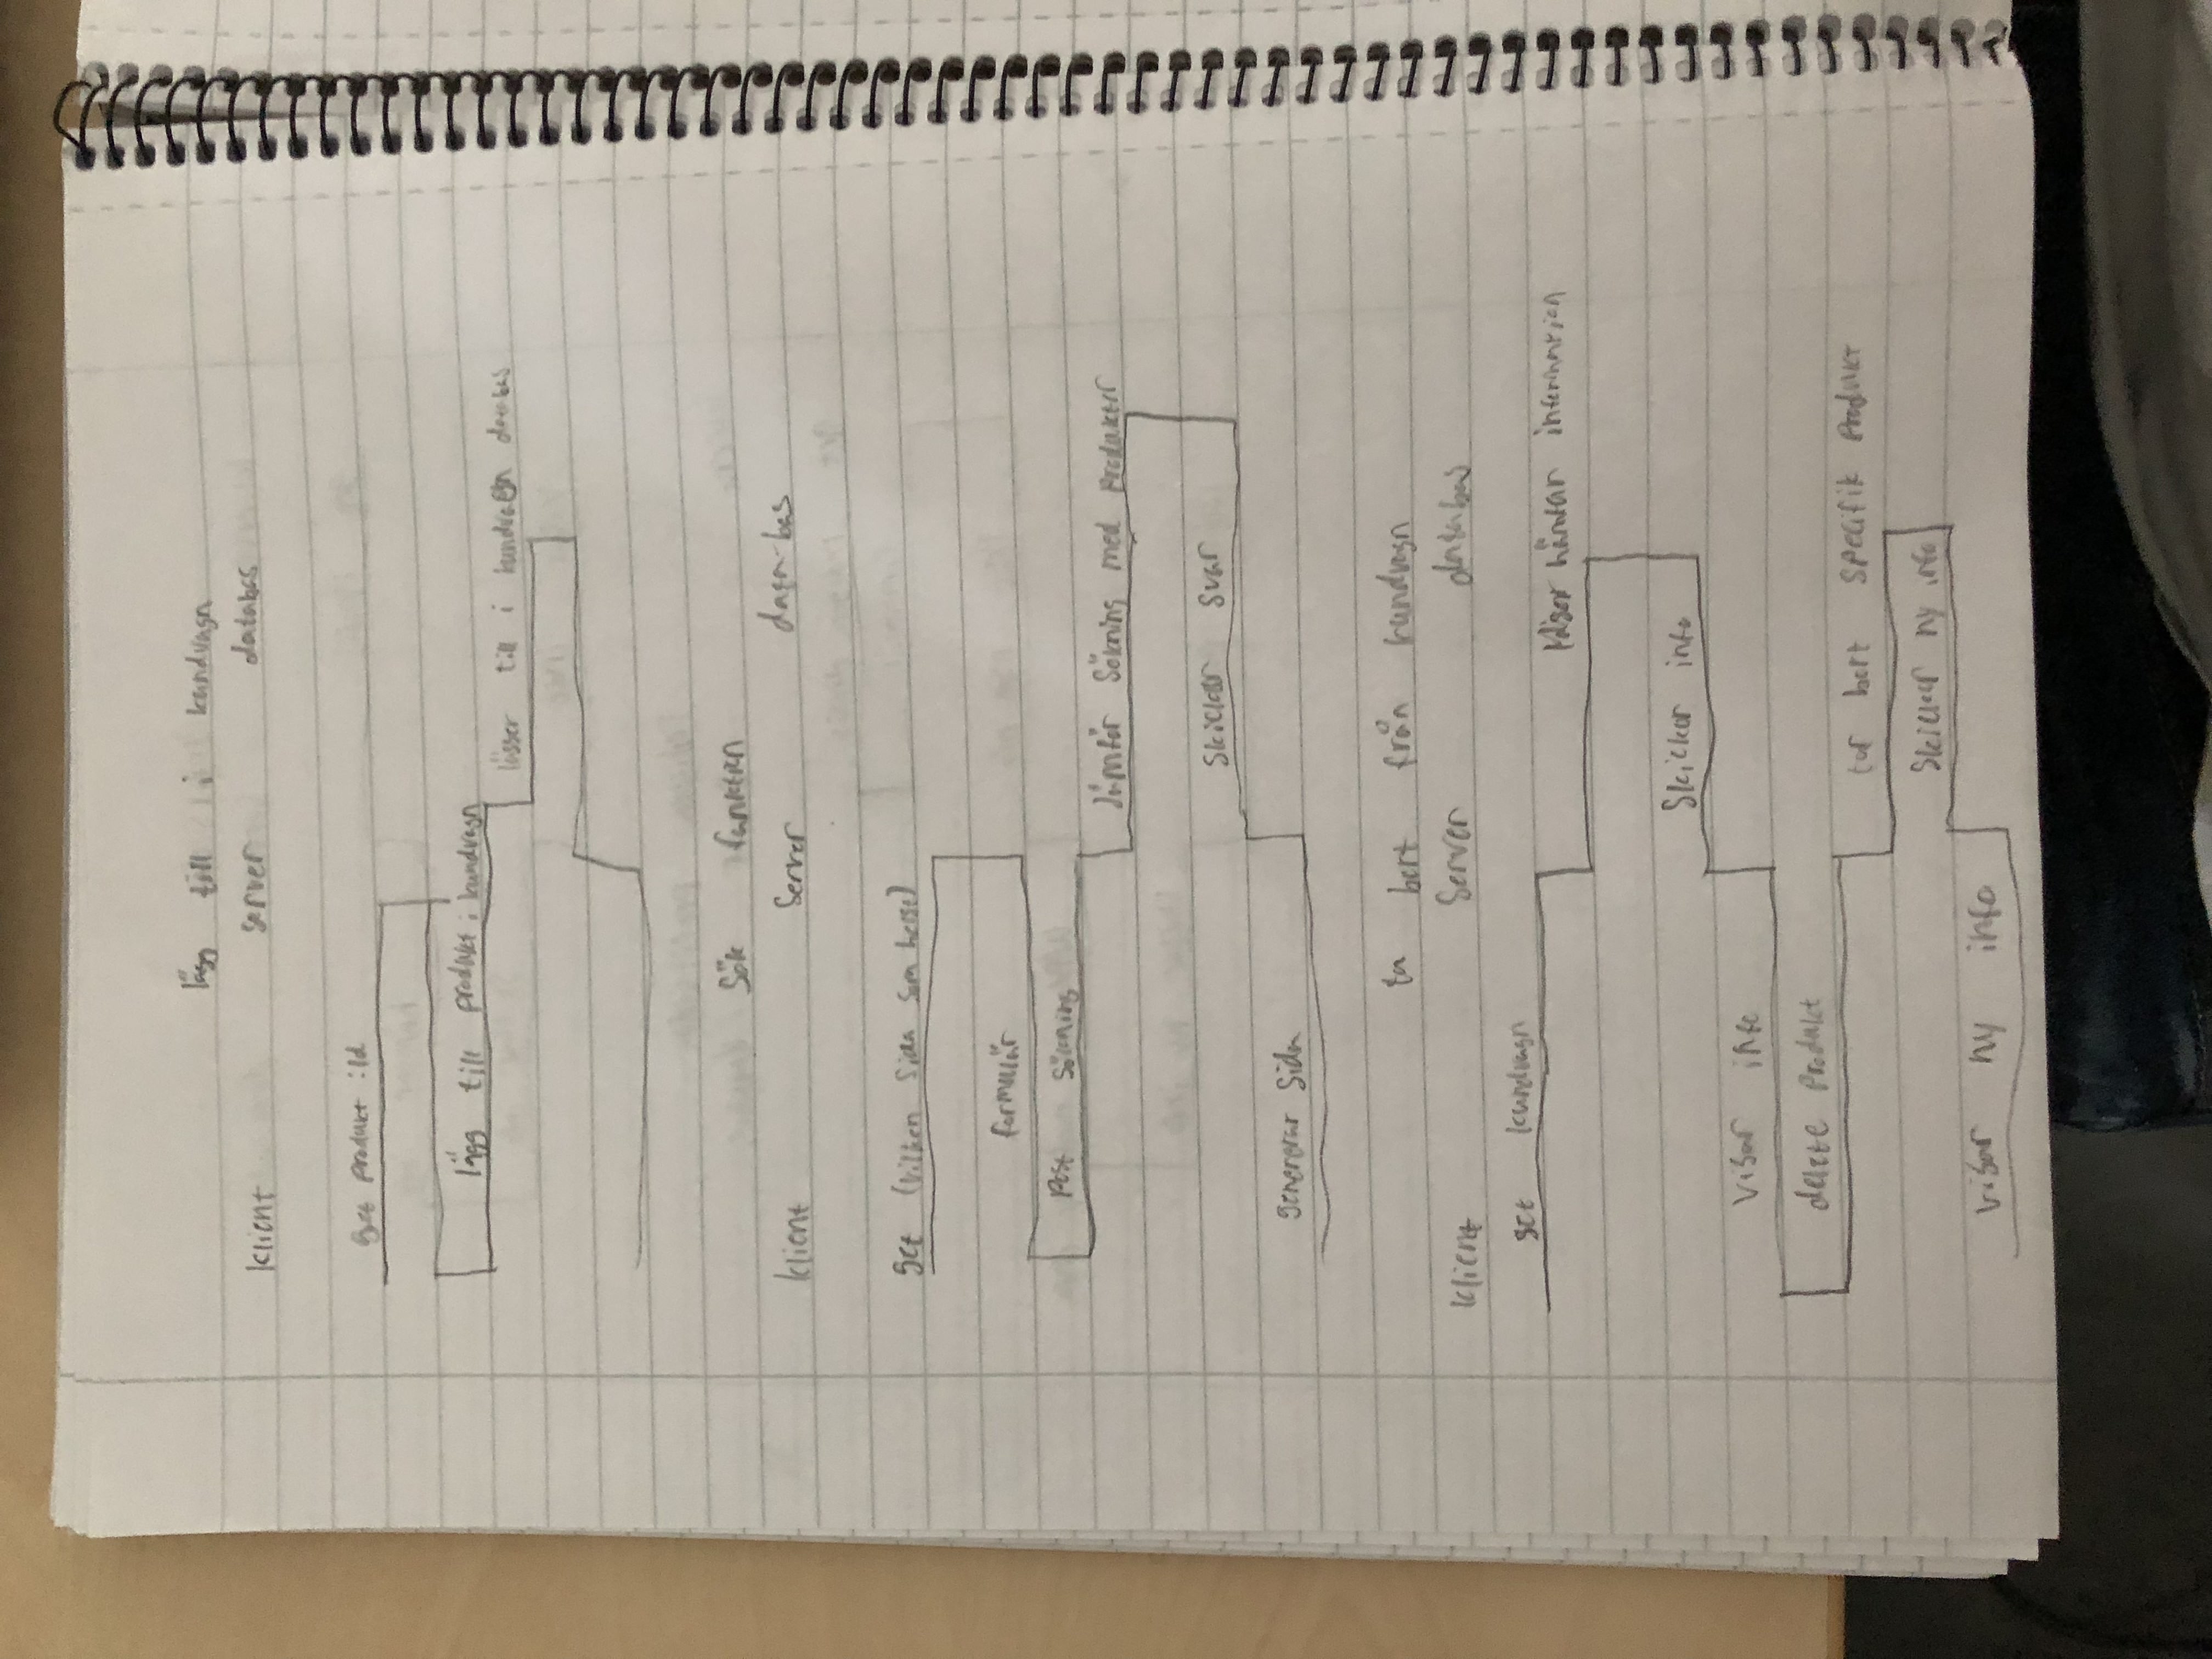 lägg till i kundvagn
klient server databas
get produkt :id
lägg till produkt i kundvagn
lägger till i kundvagn databas
Sök funktion
klient Server data-bas
get (vilken sida som helst)
formulär
Post Sökning
Jämför Sökning med produkter
Skickar svar
genererar Sida
ta bort från kundvagn
klient Server databas
get kundvagn
hämtar information
Skickar info
Visar info
delete Produkt
tar bort specifik Produkt
Skickar ny info
visar ny info